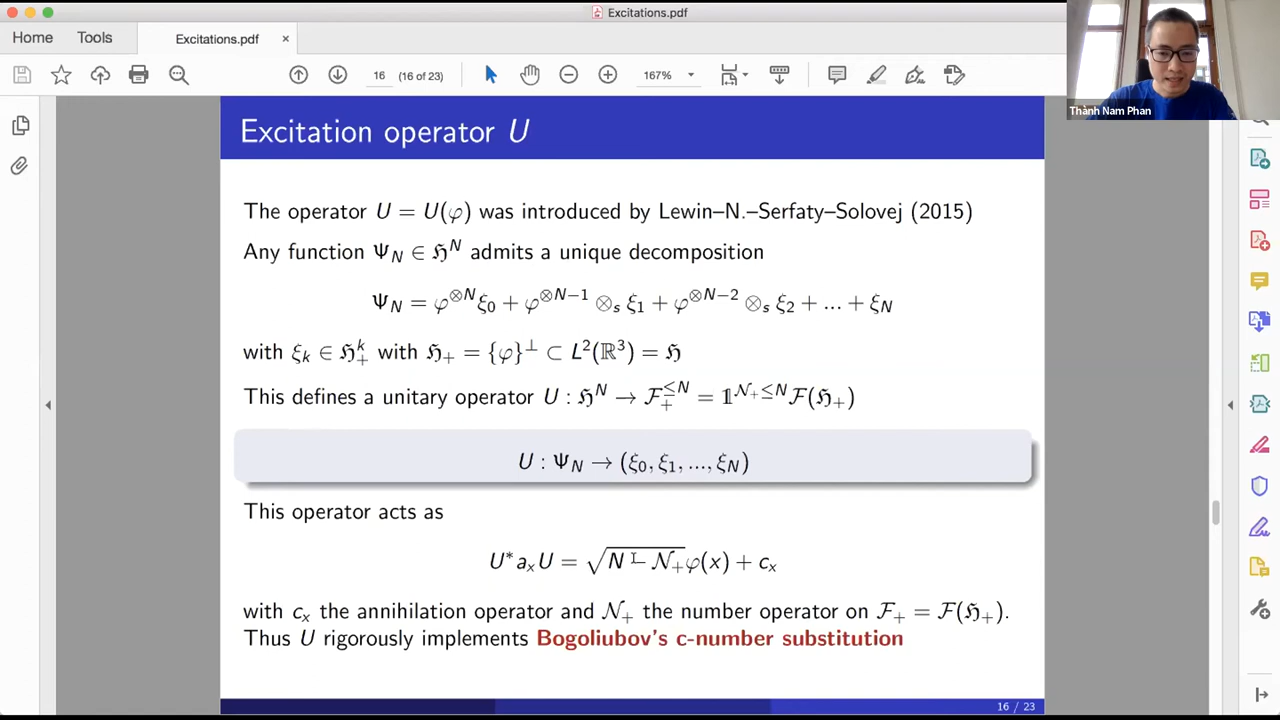 Excitations.pdf
Home
Tools
Excitations.pdf
×
16
(16 of 23)
167%
Thành Nam Phan
Excitation operator U
The operator U = U(φ) was introduced by Lewin–N.–Serfaty–Solovej (2015)
Any function Ψ_N ∈ ℌ^N admits a unique decomposition
Ψ_N = φ^{⊗N} ξ_0 + φ^{⊗N−1} ⊗_s ξ_1 + φ^{⊗N−2} ⊗_s ξ_2 + ... + ξ_N
with ξ_k ∈ ℌ_+^k with ℌ_+ = {φ}^⊥ ⊂ L^2(ℝ^3) = ℌ
This defines a unitary operator U : ℌ^N → F_+^{≤N} = 𝟙^{N_+≤N} F(ℌ_+)
U : Ψ_N → (ξ_0, ξ_1, ..., ξ_N)
This operator acts as
U^* a_x U = √(N − N_+) φ(x) + c_x
with c_x the annihilation operator and N_+ the number operator on F_+ = F(ℌ_+).
Thus U rigorously implements Bogoliubov's c-number substitution
16 / 23